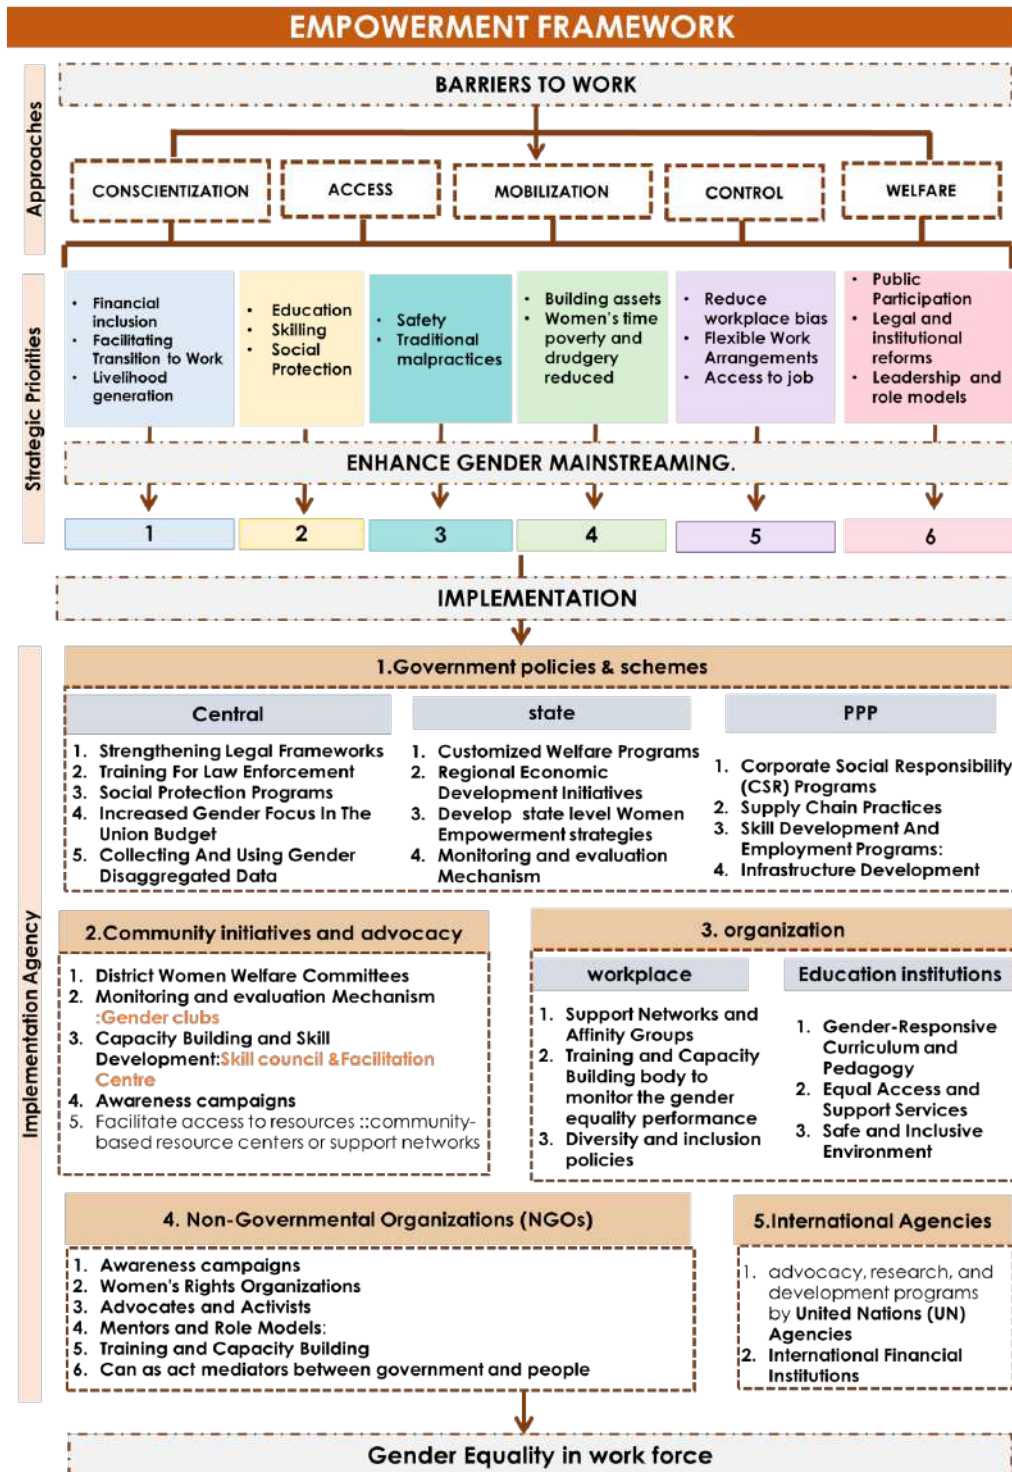 EMPOWERMENT FRAMEWORK
Approaches
BARRIERS TO WORK
CONSCIENTIZATION
ACCESS
MOBILIZATION
CONTROL
WELFARE
Strategic Priorities
• Financial
inclusion
• Facilitating
Transition to Work
• Livelihood
generation
• Education
• Skilling
• Social
Protection
• Safety
• Traditional
malpractices
• Building assets
• Women's time
poverty and
drudgery
reduced
• Reduce
workplace bias
• Flexible Work
Arrangements
• Access to job
• Public
Participation
• Legal and
institutional
reforms
• Leadership and
role models
ENHANCE GENDER MAINSTREAMING.
1
2
3
4
5
6
IMPLEMENTATION
Implementation Agency
1.Government policies & schemes
Central
1. Strengthening Legal Frameworks
2. Training For Law Enforcement
3. Social Protection Programs
4. Increased Gender Focus In The
Union Budget
5. Collecting And Using Gender
Disaggregated Data
state
1. Customized Welfare Programs
2. Regional Economic
Development Initiatives
3. Develop state level Women
Empowerment strategies
4. Monitoring and evaluation
Mechanism
PPP
1. Corporate Social Responsibility
(CSR) Programs
2. Supply Chain Practices
3. Skill Development And
Employment Programs:
4. Infrastructure Development
2.Community initiatives and advocacy
1. District Women Welfare Committees
2. Monitoring and evaluation Mechanism
:Gender clubs
3. Capacity Building and Skill
Development:Skill council &Facilitation
Centre
4. Awareness campaigns
5. Facilitate access to resources ::community-
based resource centers or support networks
3. organization
workplace
1. Support Networks and
Affinity Groups
2. Training and Capacity
Building body to
monitor the gender
equality performance
3. Diversity and inclusion
policies
Education institutions
1. Gender-Responsive
Curriculum and
Pedagogy
2. Equal Access and
Support Services
3. Safe and Inclusive
Environment
4. Non-Governmental Organizations (NGOs)
1. Awareness campaigns
2. Women's Rights Organizations
3. Advocates and Activists
4. Mentors and Role Models:
5. Training and Capacity Building
6. Can as act mediators between government and people
5.International Agencies
1. advocacy, research, and
development programs
by United Nations (UN)
Agencies
2. International Financial
Institutions
Gender Equality in work force